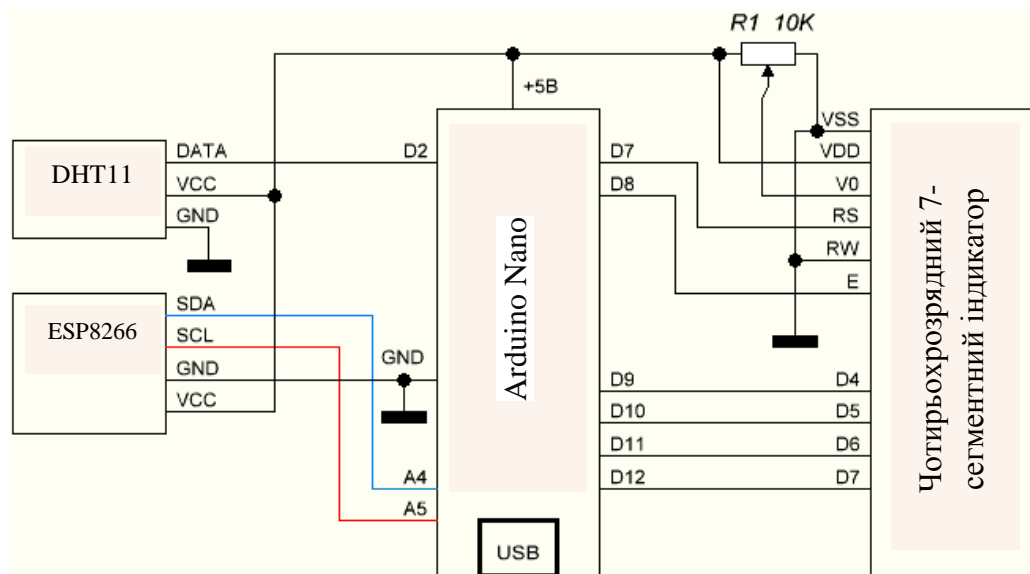 R1 10K
+5В
DHT11
DATA
VCC
GND
D2
ESP8266
SDA
SCL
GND
VCC
GND
A4
A5
Arduino Nano
USB
D7
D8
D9
D10
D11
D12
VSS
VDD
V0
RS
RW
E
D4
D5
D6
D7
Чотирьохрозрядний 7-
сегментний індикатор